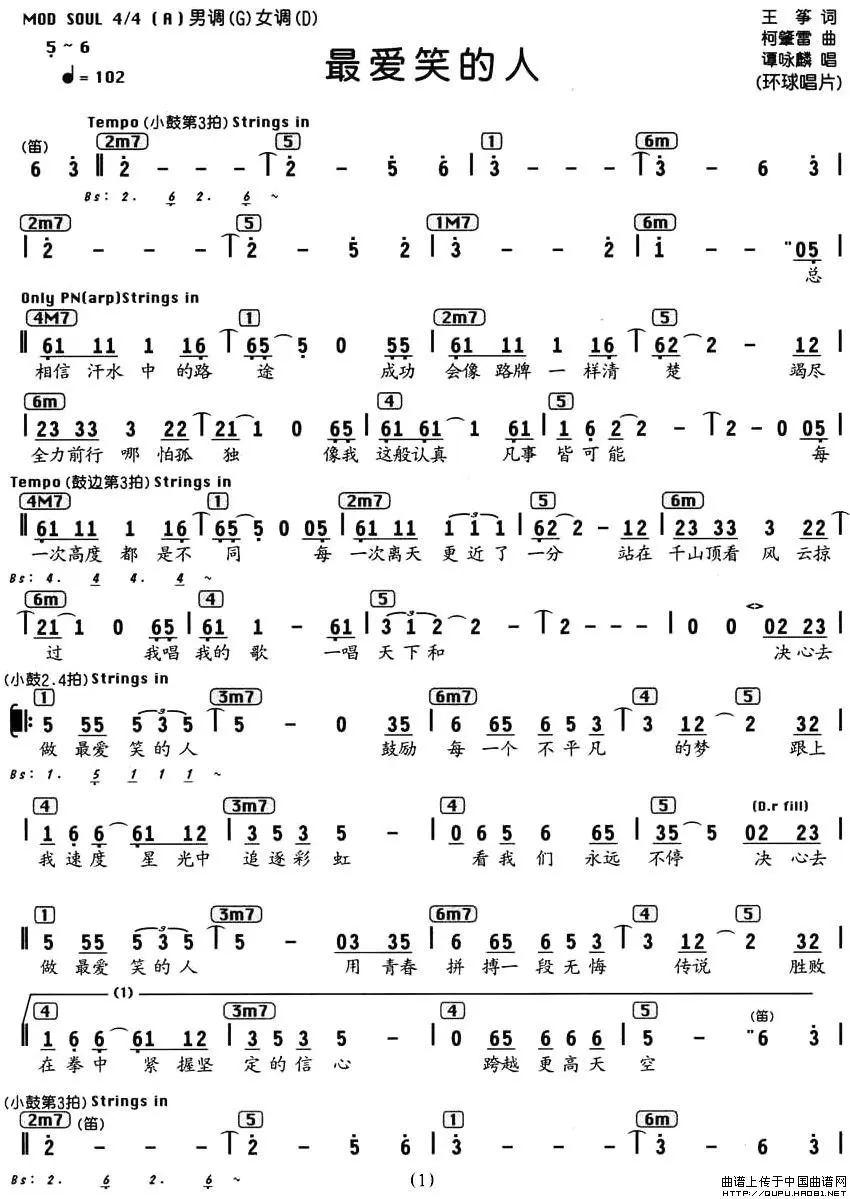 MOD SOUL 4/4 (A)男调(G)女调(D)
5 ~ 6
♩= 102
最爱笑的人
王 筝 词
柯肇雷 曲
谭咏麟 唱
(环球唱片)
Tempo(小鼓第3拍)Strings in
(笛) 2m7 5 1 6m
6 3 ‖ 2 - - - 2 - 5 6 | 3 - - - 3 - 6 3 |
Bs: 2. 6 2. 6 ~
2m7 5 1M7 6m
| 2 - - - 2 - 5 2 | 3 - - - | i - - "05 |
总
Only PN(arp)Strings in
4M7 1 2m7 5
‖ 61 11 1 16 65 5 0 55 | 61 11 1 16 62 2 - 12 |
相信 汗水 中 的路 途 成功 会像 路牌 一 样清 楚 竭尽
6m 4 5
| 23 33 3 22 21 1 0 65 | 61 61 1 61 | 1 6 2 2 - 2 - 0 05 |
全力前行 哪 怕孤 独 像我 这般认真 凡事 皆可能 每
Tempo(鼓边第3拍)Strings in
4M7 1 2m7 5 6m
‖ 61 11 1 16 65 5 0 05 | 61 11 1 1 1 | 62 2 - 12 | 23 33 3 22
一次高度 都 是不 同 每 一次离天 更近了 一分 站在 千山顶看 风 云掠
Bs: 4. 4 4. 4 ~
6m 4 5
21 1 0 65 | 61 1 - 61 | 3 1 2 2 - 2 - - - | 0 0 02 23 |
过 我唱 我的 歌 一唱 天下和 决心去
(小鼓2.4拍)Strings in
1 3m7 6m7 4 5
‖: 5 55 5 3 5 5 - 0 35 | 6 65 6 5 3 3 12 2 32 |
做 最爱 笑的人 鼓励 每 一个 不平凡 的梦 跟上
Bs: 1. 5 1 1 1 ~
4 3m7 4 5 (D.r fill)
| 1 6 6 61 12 | 3 5 3 5 - | 0 6 5 6 65 | 35 5 02 23 |
我速度 星光中 追逐彩 虹 看我们 永远 不停 决心去
1 3m7 6m7 4 5
‖ 5 55 5 3 5 5 - 03 35 | 6 65 6 5 3 3 12 2 32 |
做 最爱 笑的人 用 青春 拼 搏一 段无悔 传说 胜败
(1)
4 3m7 4 5 (笛)
‖ 1 6 6 61 12 | 3 5 3 5 - | 0 65 6 6 6 | 5 - "6 3 |
在拳中 紧握坚 定的信 心 跨越 更高天 空
(小鼓第3拍)Strings in
2m7 (笛) 5 1 6m
‖ 2 - - - 2 - 5 6 | 3 - - - 3 - 6 3 |
Bs: 2. 6 2. 6 ~
(1)
曲谱上传于中国曲谱网
HTTP://QUPU.HAO81.NET